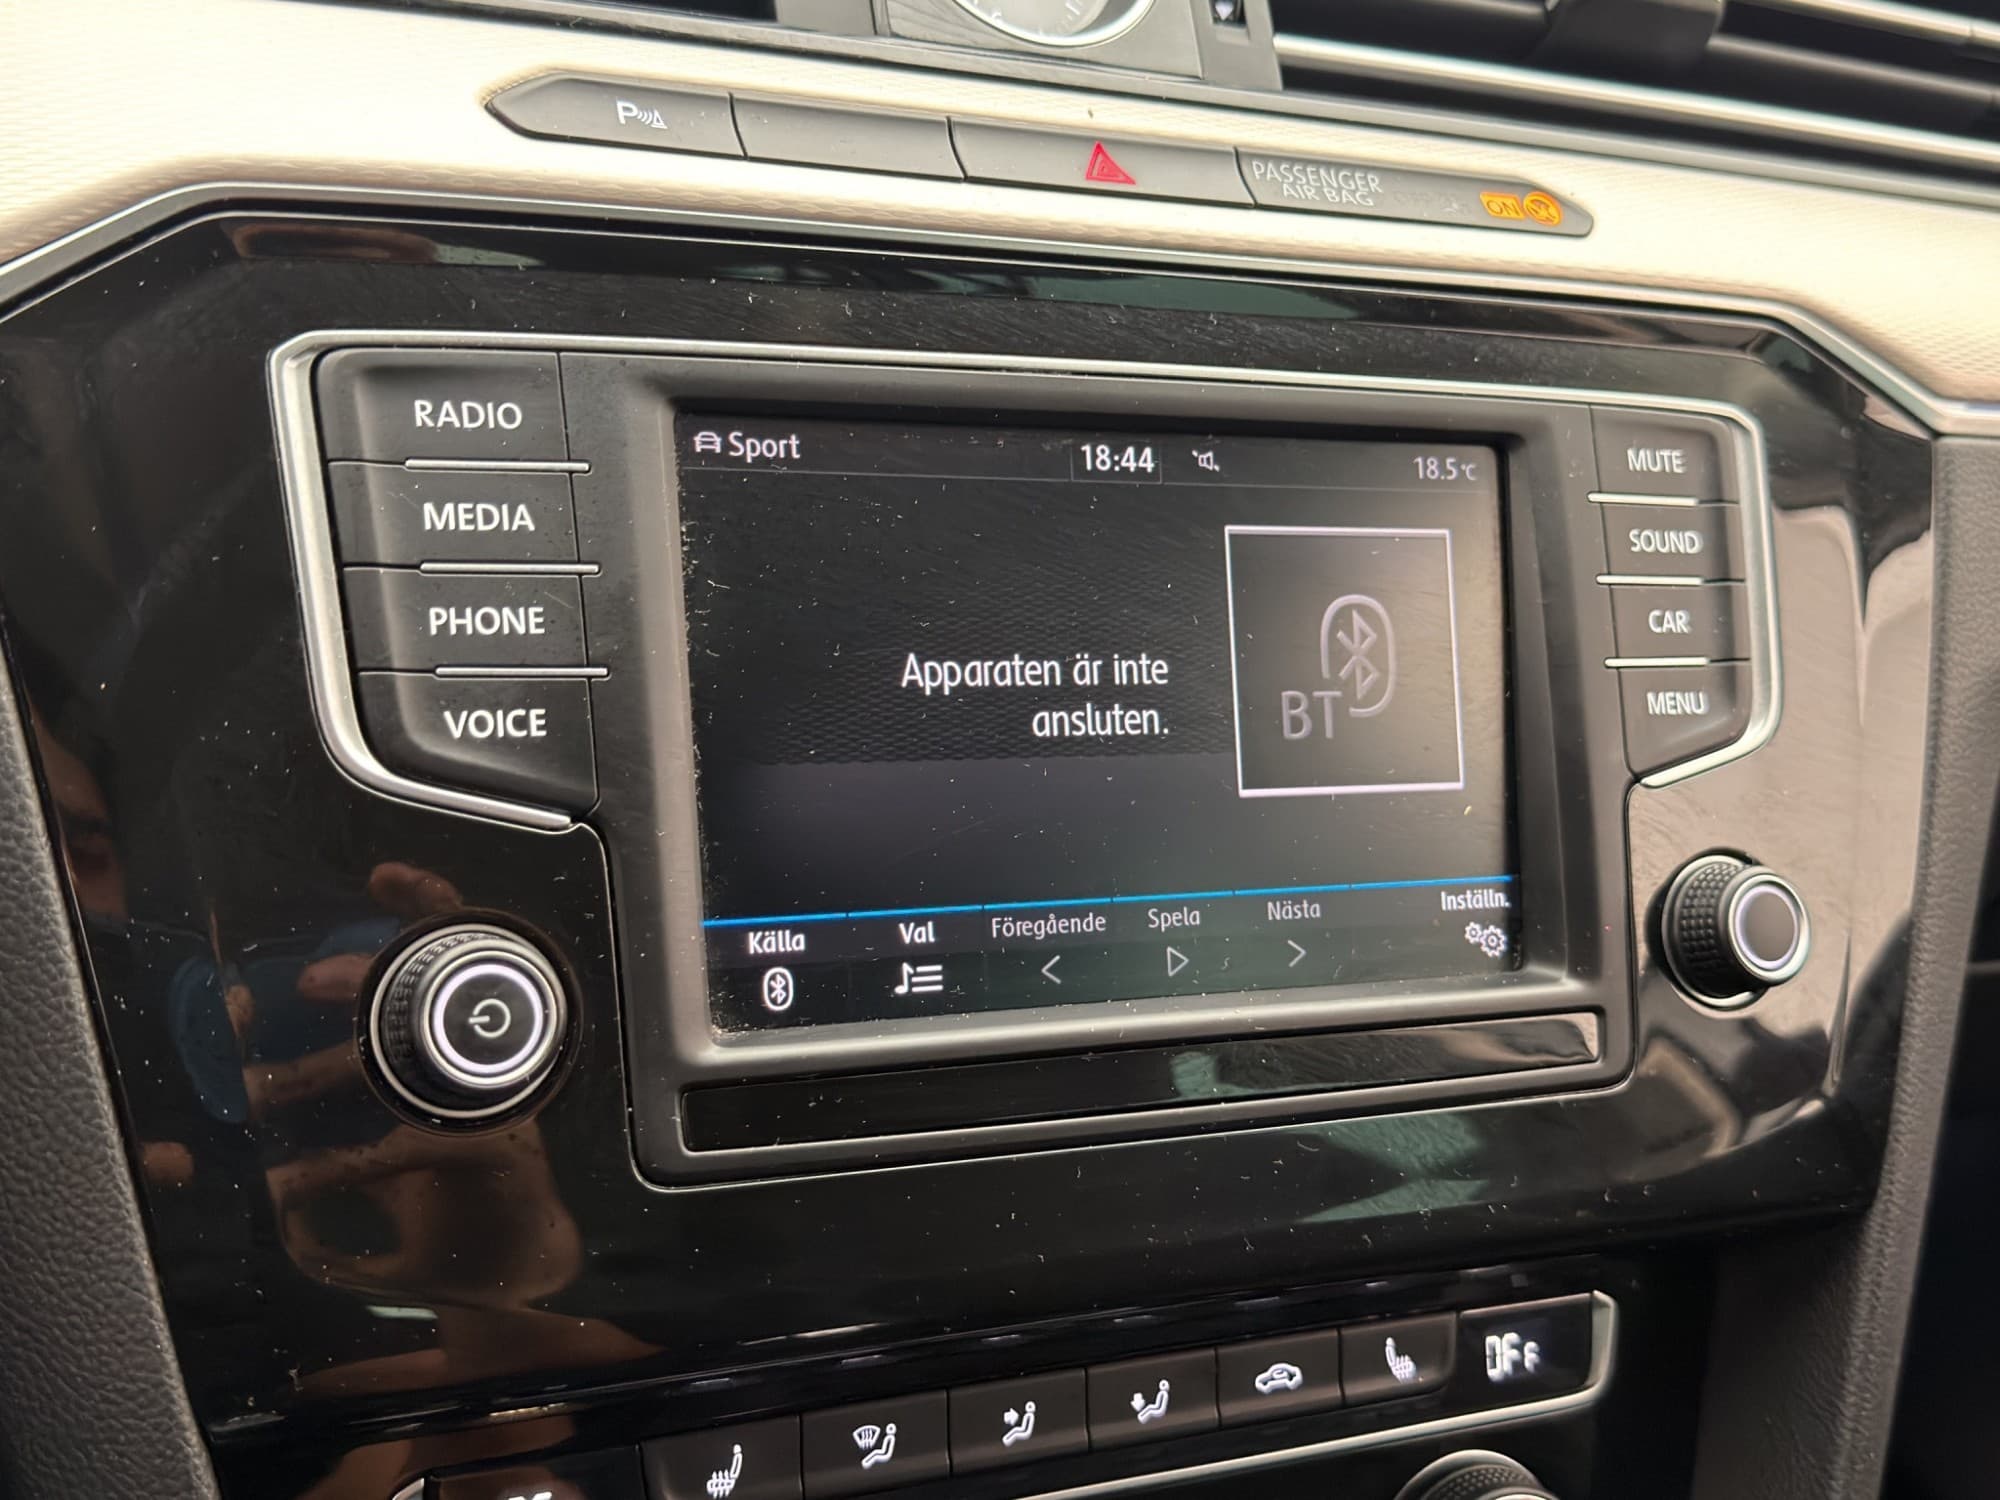 P
PASSENGER
AIR BAG
ON
RADIO
MEDIA
PHONE
VOICE
Sport
18:44
18.5°C
Apparaten är inte
ansluten.
BT
Källa
Val
Föregående
Spela
Nästa
Inställn.
MUTE
SOUND
CAR
MENU
OFF